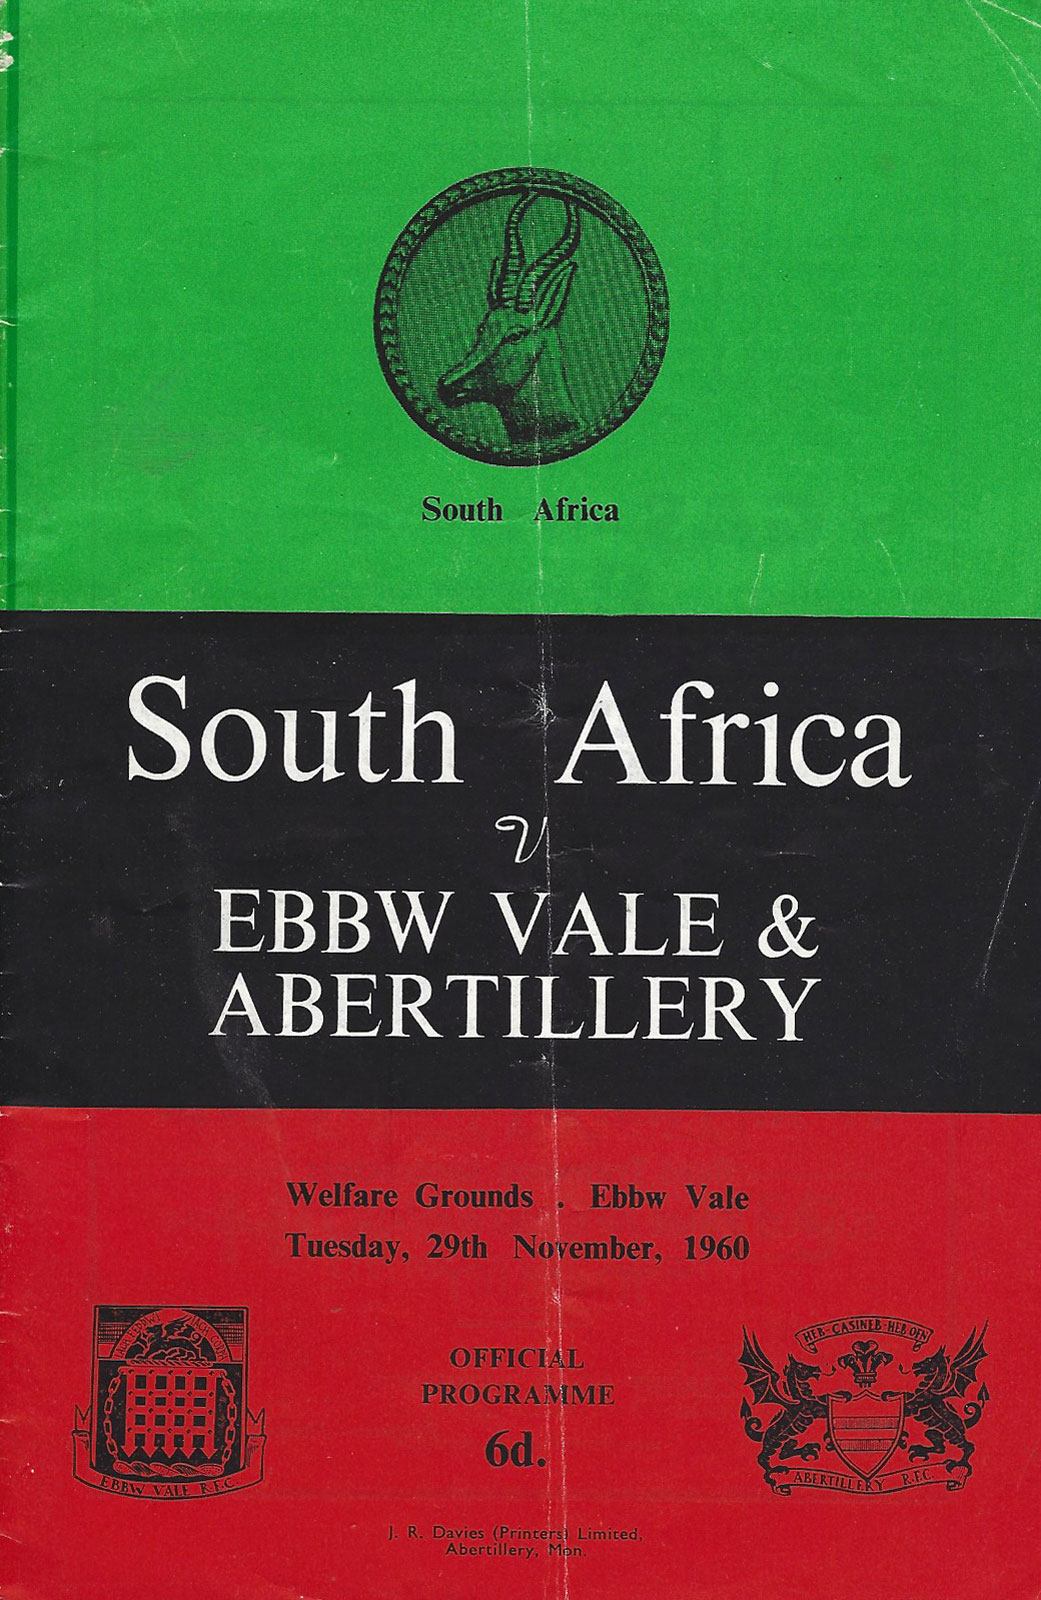 South Africa
South Africa
v
EBBW VALE &
ABERTILLERY
Welfare Grounds . Ebbw Vale
Tuesday, 29th November, 1960
HEB-CASINEB-HEB OFN
OFFICIAL
PROGRAMME
6d.
EBBW VALE R.F.C.
ABERTILLERY R.F.C.
J. R. Davies (Printers) Limited,
Abertillery, Mon.